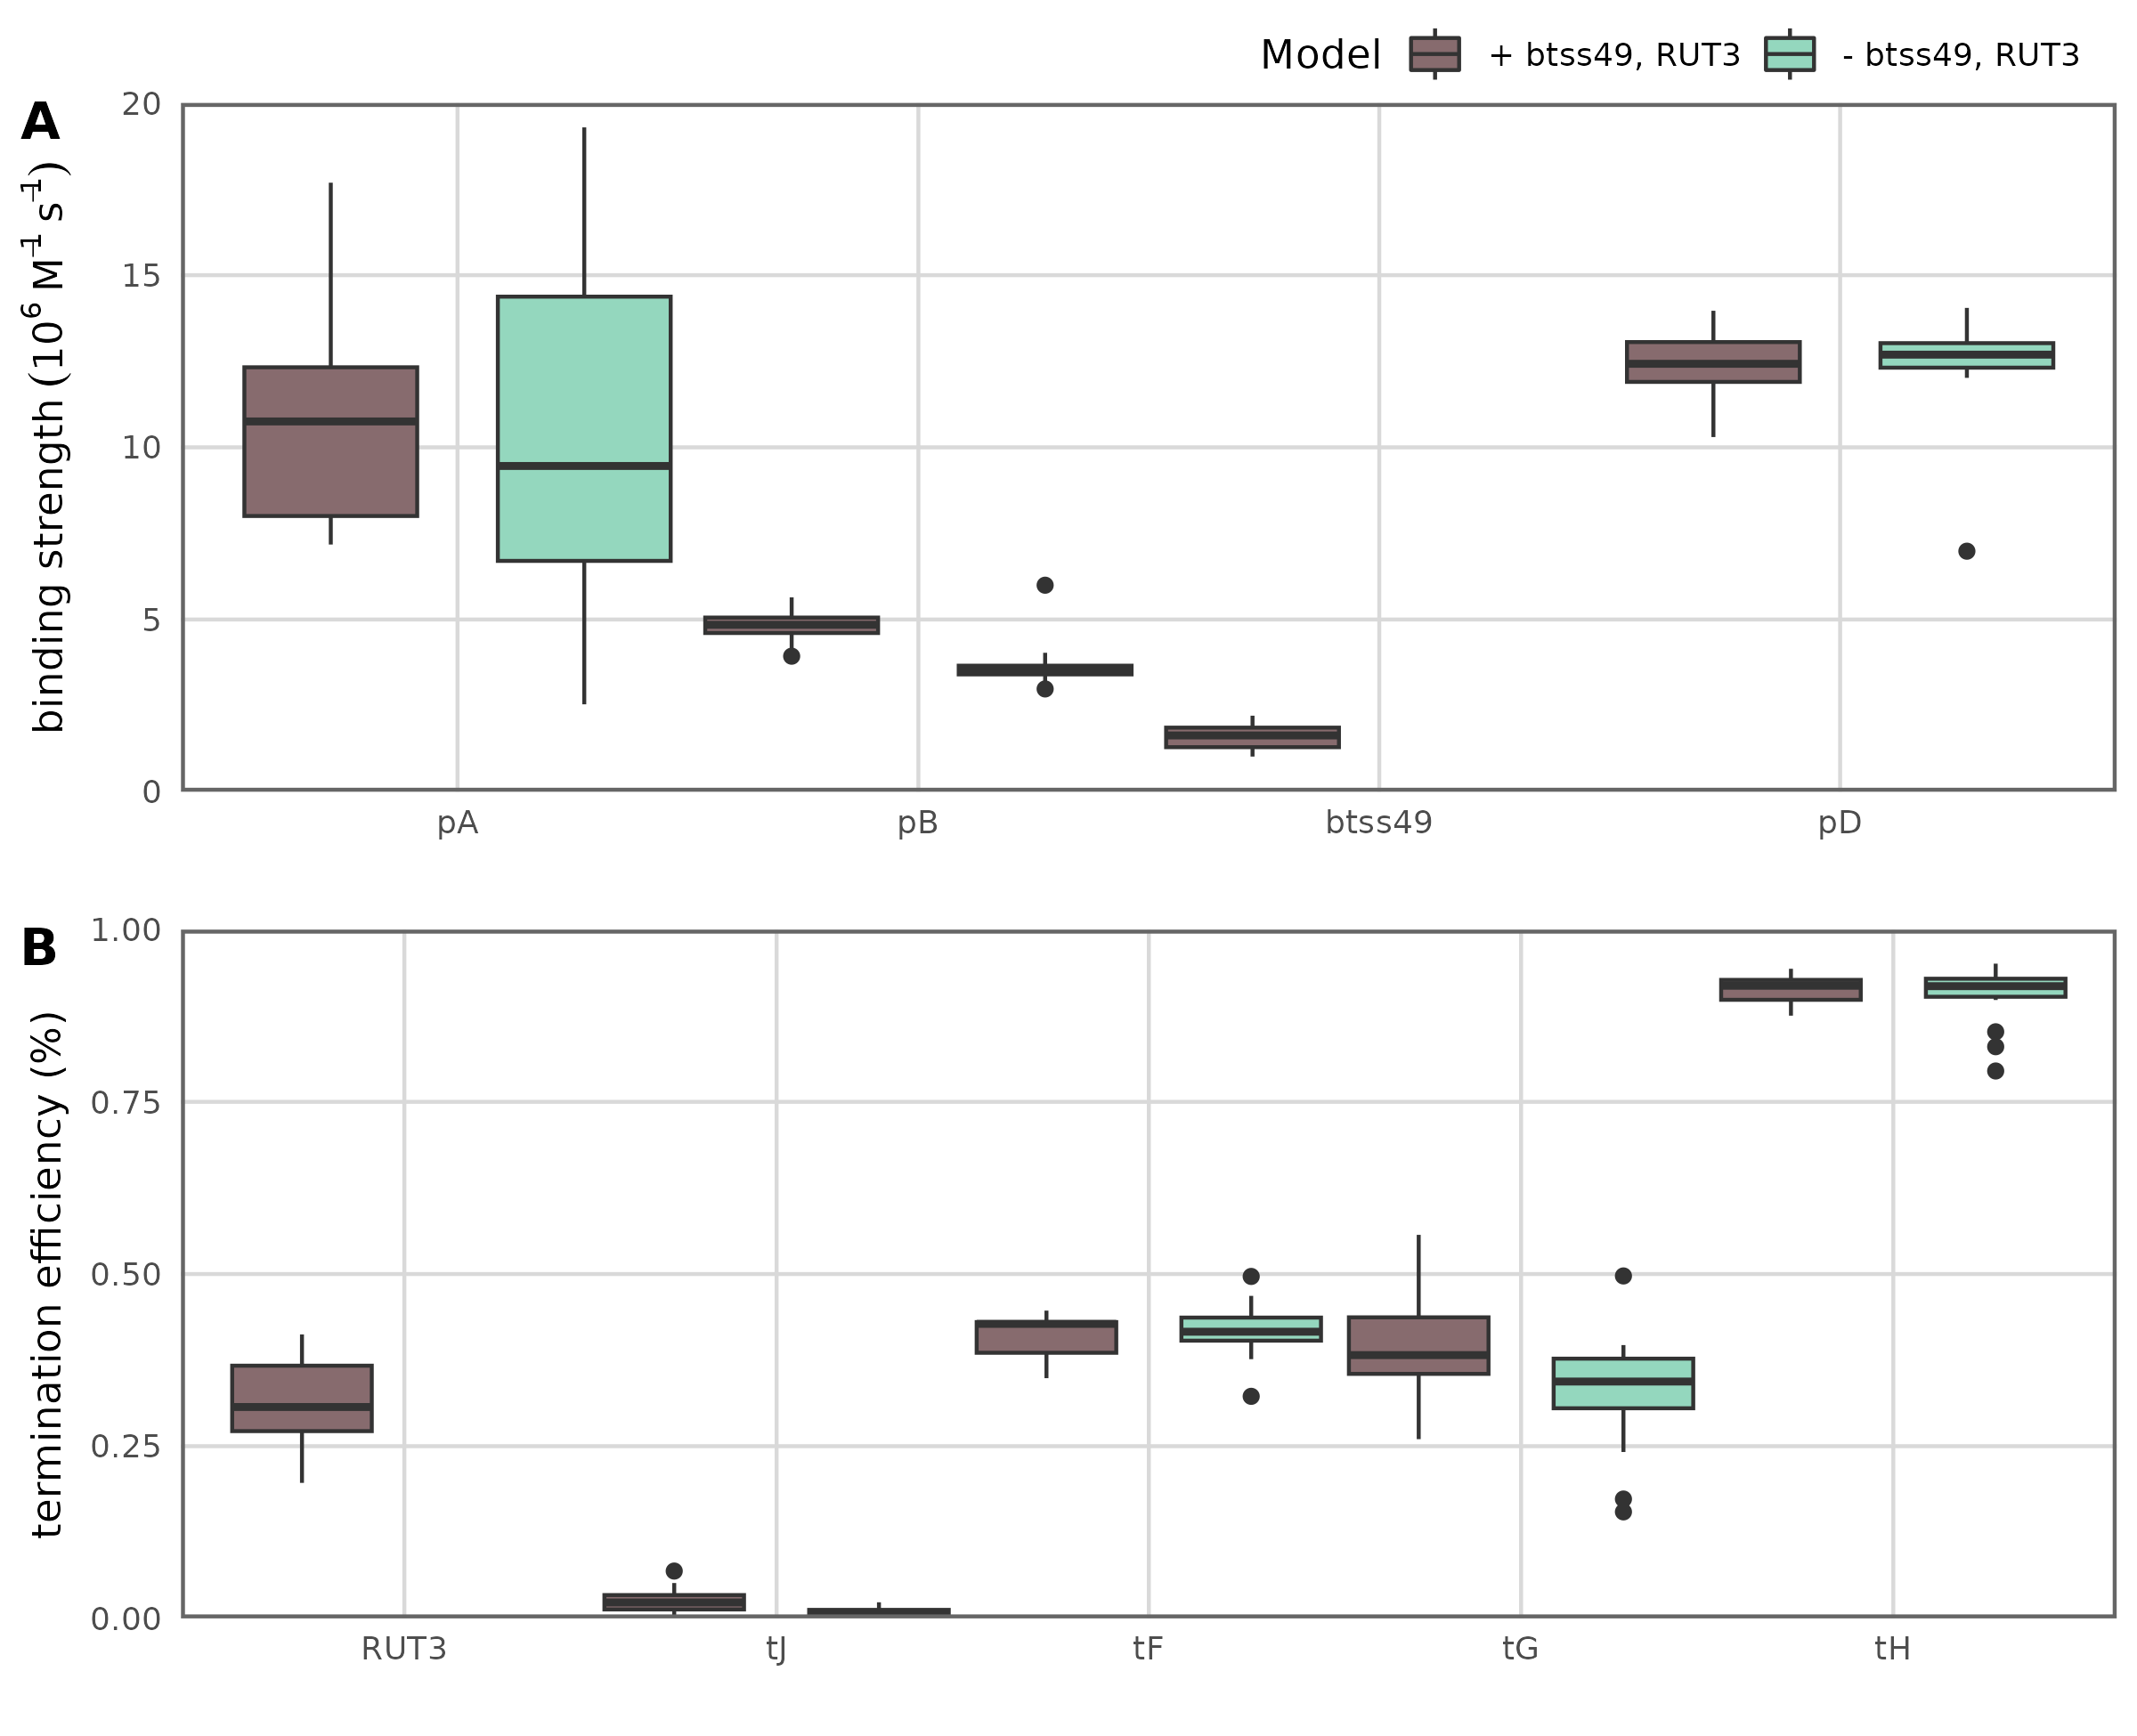 Model + btss49, RUT3 - btss49, RUT3
A
binding strength (10⁶ M⁻¹ s⁻¹)
20
15
10
5
0
pA pB btss49 pD
B
termination efficiency (%)
1.00
0.75
0.50
0.25
0.00
RUT3 tJ tF tG tH